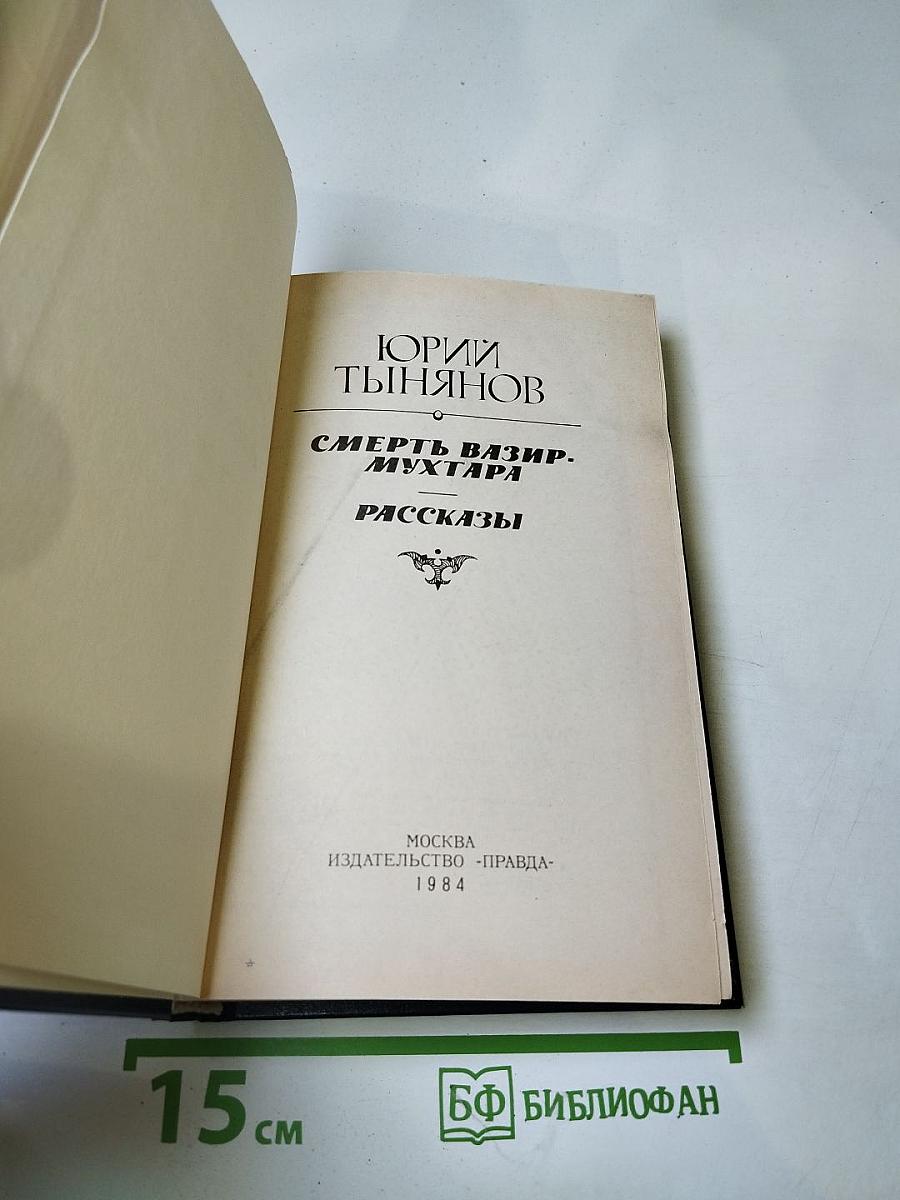 ЮРИЙ
ТЫНЯНОВ
СМЕРТЬ ВАЗИР-
МУХТАРА
РАССКАЗЫ
МОСКВА
ИЗДАТЕЛЬСТВО «ПРАВДА»
1984
15 см
БФ БИБЛИОФАН